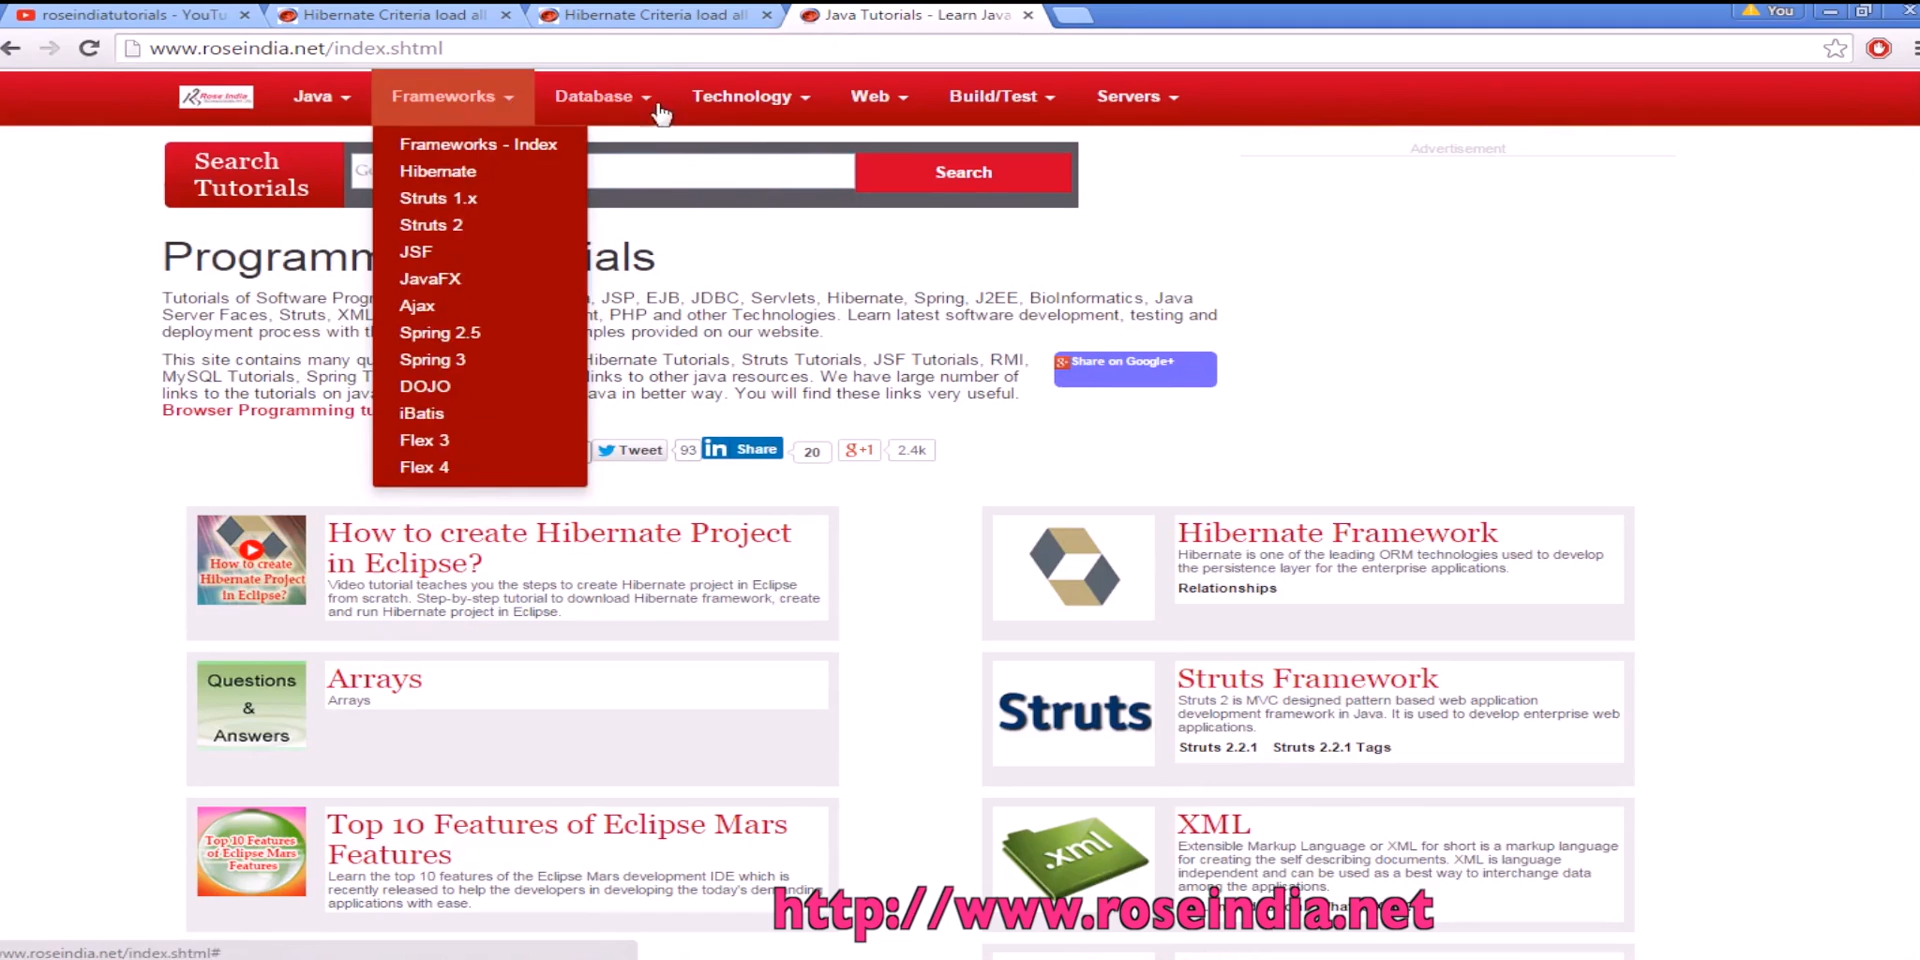 roseindiatutorials - YouTu
Hibernate Criteria load all
Hibernate Criteria load all
Java Tutorials - Learn Java
You
www.roseindia.net/index.shtml
Rose India
Java
Frameworks
Database
Technology
Web
Build/Test
Servers
Frameworks - Index
Hibernate
Struts 1.x
Struts 2
JSF
JavaFX
Ajax
Spring 2.5
Spring 3
DOJO
iBatis
Flex 3
Flex 4
Search
Tutorials
Search
Advertisement
Tutorials of Software
JSP, EJB, JDBC, Servlets, Hibernate, Spring, J2EE, BioInformatics, Java
Server Faces, Struts,
PHP and other Technologies. Learn latest software development, testing and
deployment process with
provided on our website.
This site contains many
Hibernate Tutorials, Struts Tutorials, JSF Tutorials, RMI,
MySQL Tutorials, Spring
links to other java resources. We have large number of
links to the tutorials on
in better way. You will find these links very useful.
Browser Programming
Share on Google+
Tweet
93
in Share
20
g+1
2.4k
How to create
Hibernate Project
in Eclipse?
How to create Hibernate Project
in Eclipse?
Video tutorial teaches you the steps to create Hibernate project in Eclipse
from scratch. Step-by-step tutorial to download Hibernate framework, create
and run Hibernate project in Eclipse.
Hibernate Framework
Hibernate is one of the leading ORM technologies used to develop
the persistence layer for the enterprise applications.
Relationships
Questions
&
Answers
Arrays
Arrays
Struts
Struts Framework
Struts 2 is MVC designed pattern based web application
development framework in Java. It is used to develop enterprise web
applications.
Struts 2.2.1 Struts 2.2.1 Tags
Top 10 Features
of Eclipse Mars
Features
Top 10 Features of Eclipse Mars
Features
Learn the top 10 features of the Eclipse Mars development IDE which is
recently released to help the developers in developing the today's demanding
applications with ease.
.xml
XML
Extensible Markup Language or XML for short is a markup language
for creating the self describing documents. XML is language
independent and can be used as a best way to interchange data
among the applications.
http://www.roseindia.net
www.roseindia.net/index.shtml#